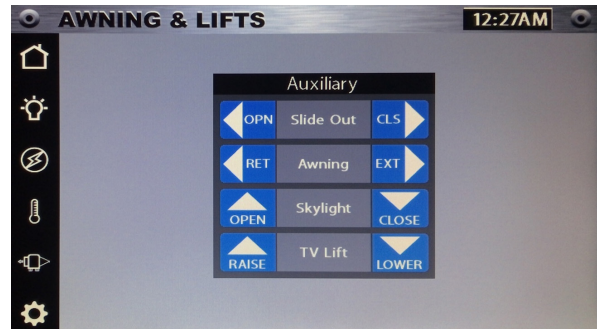 AWNING & LIFTS 12:27AM
Auxiliary
OPN Slide Out CLS
RET Awning EXT
OPEN Skylight CLOSE
RAISE TV Lift LOWER